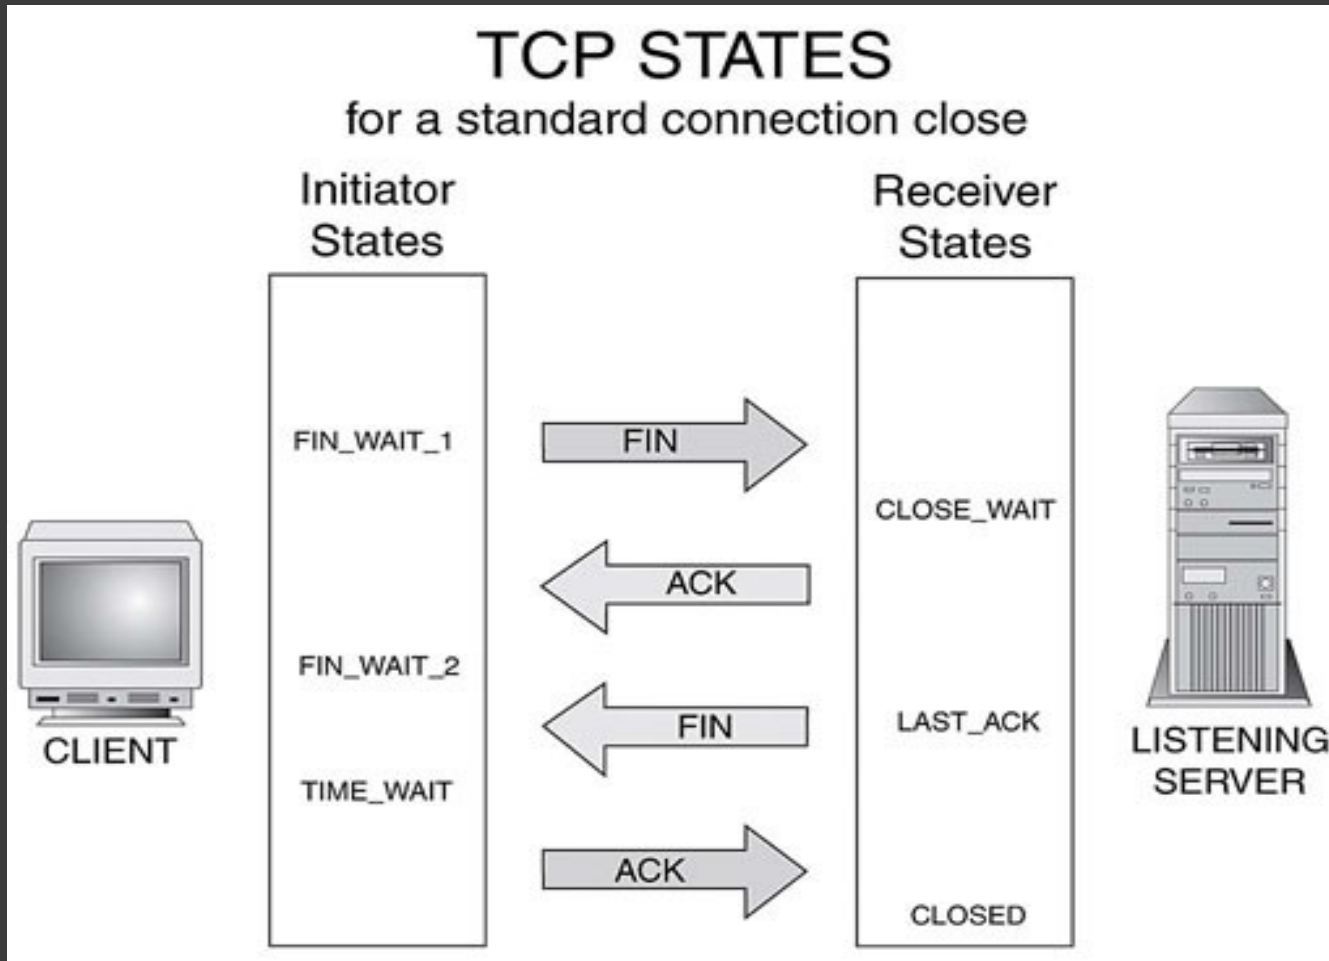 TCP STATES
for a standard connection close
Initiator
States
Receiver
States
FIN_WAIT_1
FIN
CLOSE_WAIT
ACK
FIN_WAIT_2
FIN
LAST_ACK
CLIENT
LISTENING
SERVER
TIME_WAIT
ACK
CLOSED